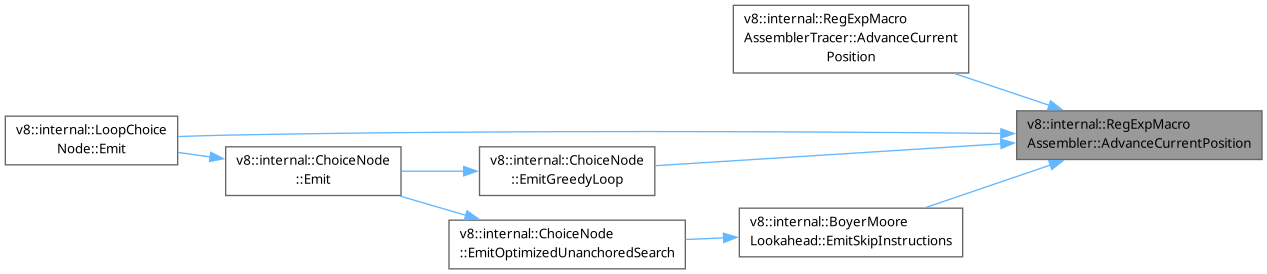 v8::internal::RegExpMacro
AssemblerTracer::AdvanceCurrent
Position
v8::internal::RegExpMacro
Assembler::AdvanceCurrentPosition
v8::internal::LoopChoice
Node::Emit
v8::internal::ChoiceNode
::Emit
v8::internal::ChoiceNode
::EmitGreedyLoop
v8::internal::BoyerMoore
Lookahead::EmitSkipInstructions
v8::internal::ChoiceNode
::EmitOptimizedUnanchoredSearch